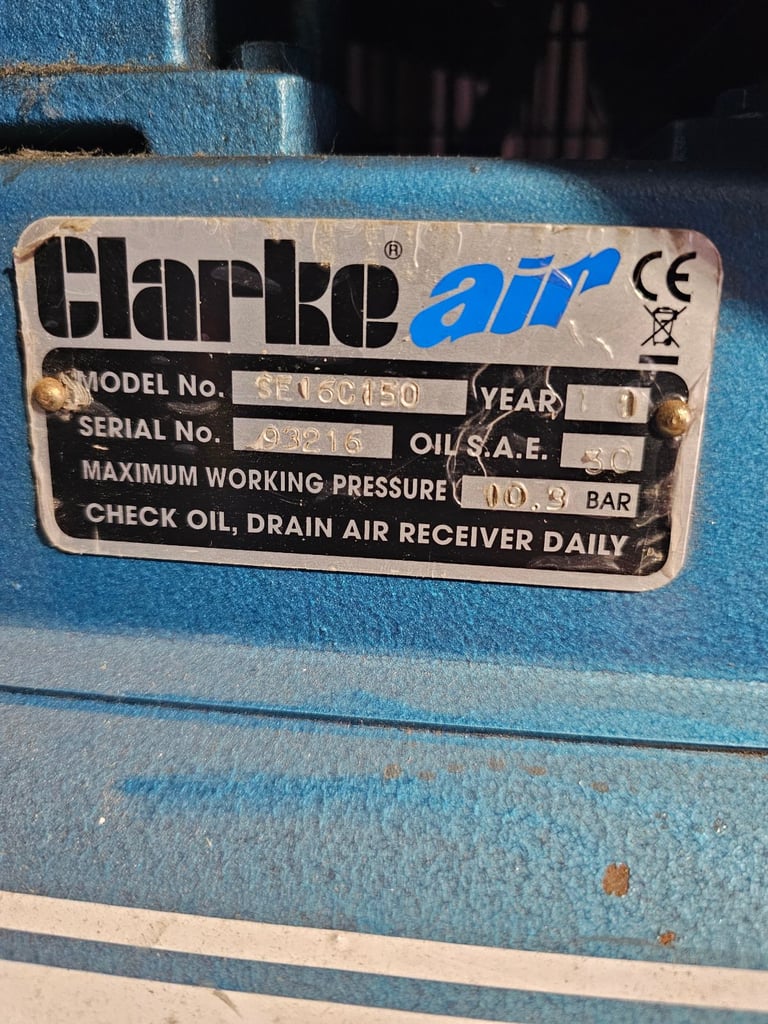 Clarke® air CE
MODEL No. SE16C150 YEAR 11
SERIAL No. 93216 OIL S.A.E. 30
MAXIMUM WORKING PRESSURE 10.3 BAR
CHECK OIL, DRAIN AIR RECEIVER DAILY